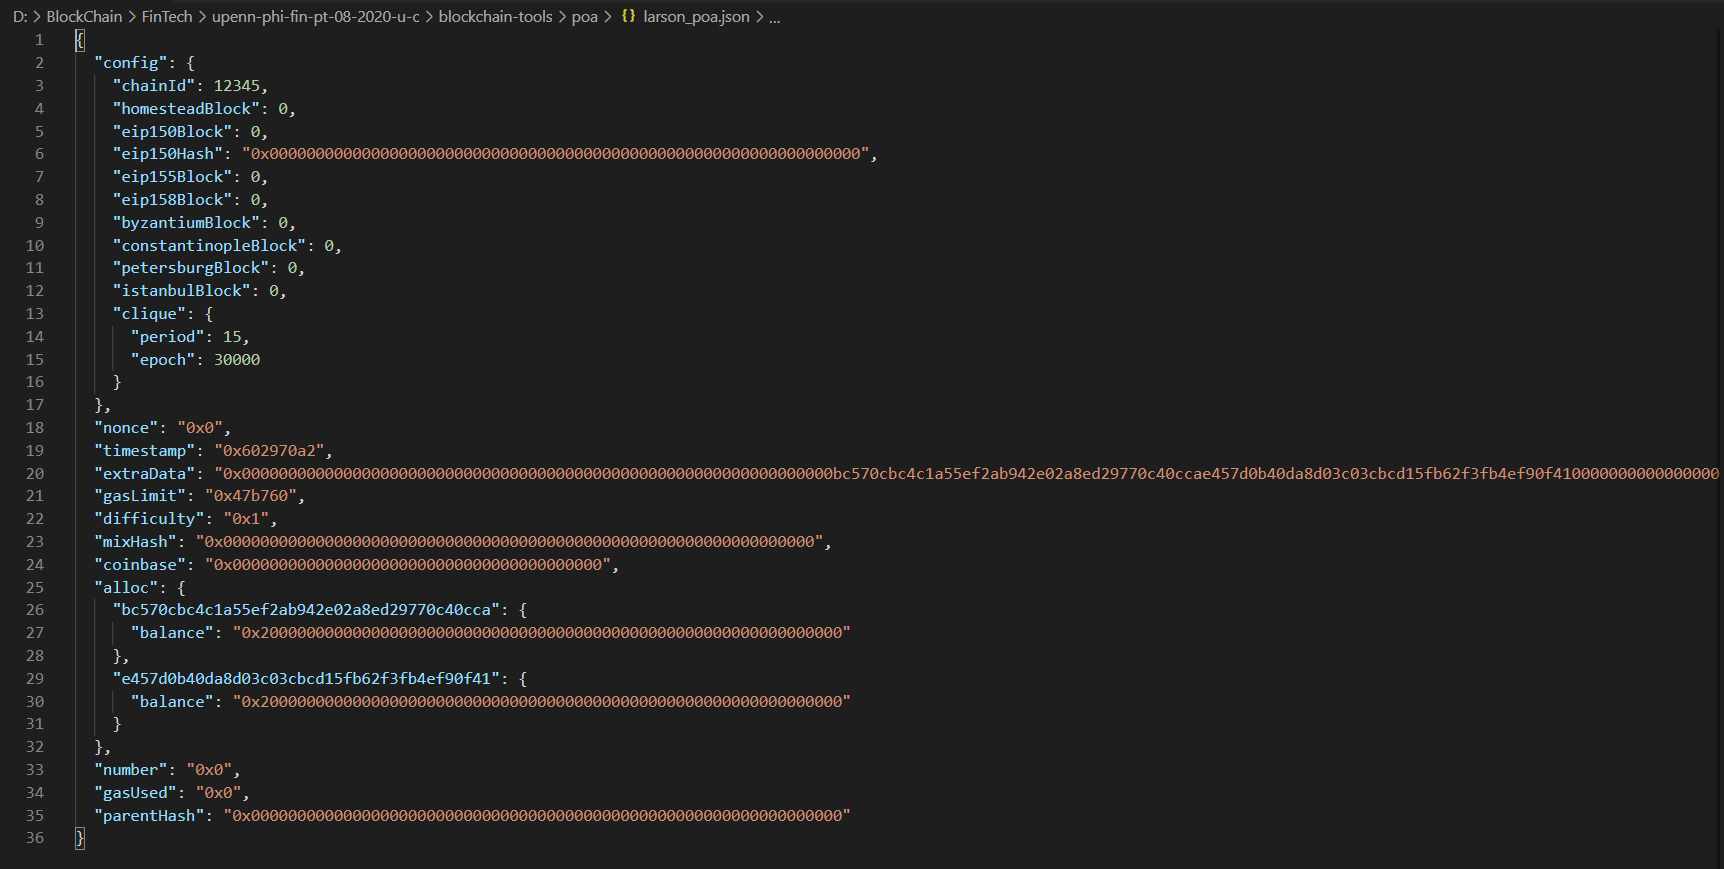 D: > BlockChain > FinTech > upenn-phi-fin-pt-08-2020-u-c > blockchain-tools > poa > {} larson_poa.json > ...
1 {
2 "config": {
3 "chainId": 12345,
4 "homesteadBlock": 0,
5 "eip150Block": 0,
6 "eip150Hash": "0x0000000000000000000000000000000000000000000000000000000000000000",
7 "eip155Block": 0,
8 "eip158Block": 0,
9 "byzantiumBlock": 0,
10 "constantinopleBlock": 0,
11 "petersburgBlock": 0,
12 "istanbulBlock": 0,
13 "clique": {
14 "period": 15,
15 "epoch": 30000
16 }
17 },
18 "nonce": "0x0",
19 "timestamp": "0x602970a2",
20 "extraData": "0x0000000000000000000000000000000000000000000000000000000000000000bc570cbc4c1a55ef2ab942e02a8ed29770c40ccae457d0b40da8d03c03cbcd15fb62f3fb4ef90f410000000000000000
21 "gasLimit": "0x47b760",
22 "difficulty": "0x1",
23 "mixHash": "0x0000000000000000000000000000000000000000000000000000000000000000",
24 "coinbase": "0x0000000000000000000000000000000000000000",
25 "alloc": {
26 "bc570cbc4c1a55ef2ab942e02a8ed29770c40cca": {
27 "balance": "0x200000000000000000000000000000000000000000000000000000000000000"
28 },
29 "e457d0b40da8d03c03cbcd15fb62f3fb4ef90f41": {
30 "balance": "0x200000000000000000000000000000000000000000000000000000000000000"
31 }
32 },
33 "number": "0x0",
34 "gasUsed": "0x0",
35 "parentHash": "0x0000000000000000000000000000000000000000000000000000000000000000"
36 }